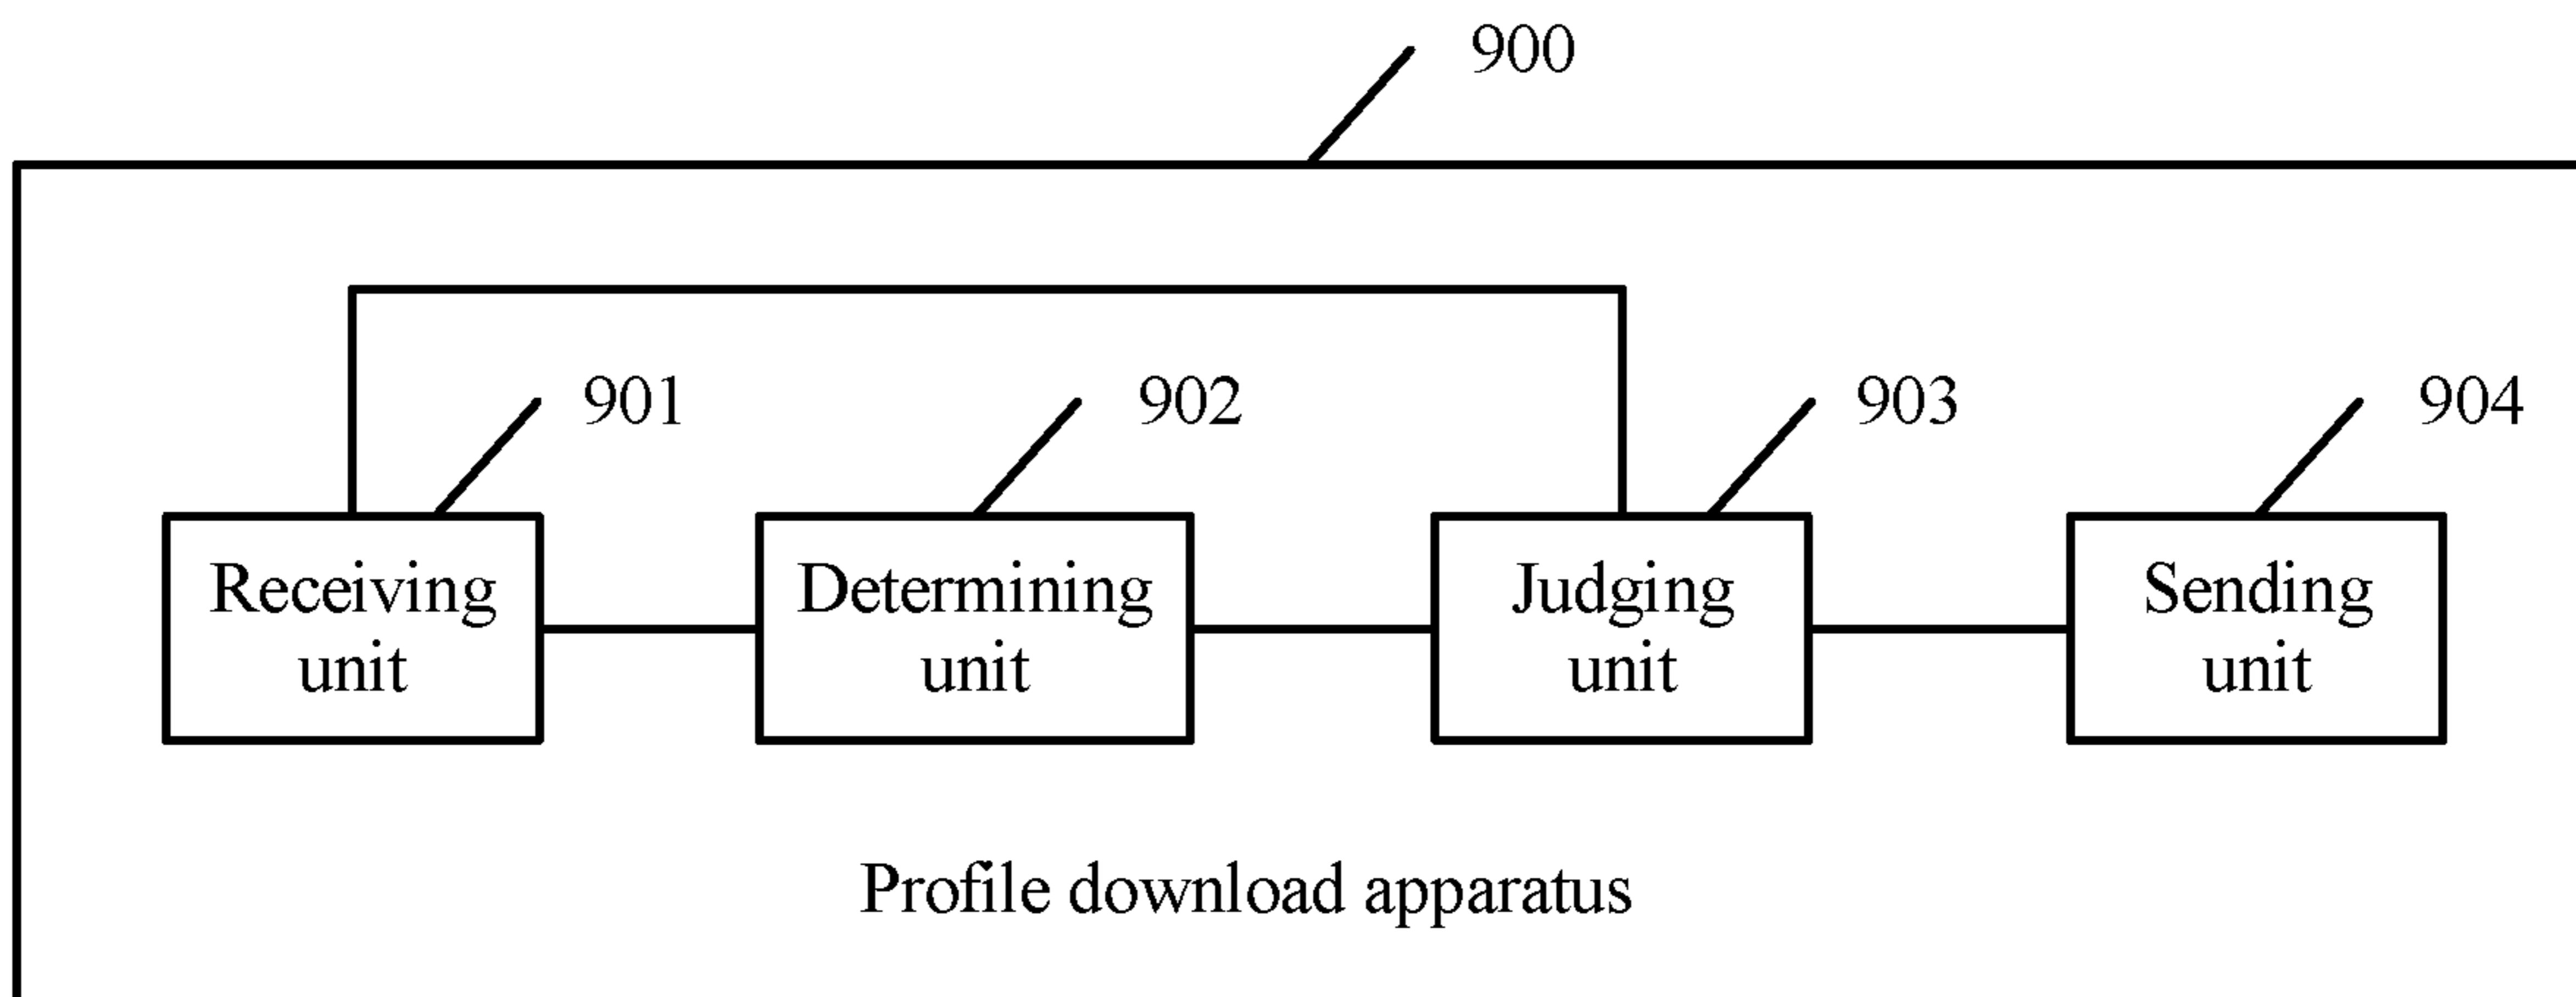 900
901
902
903
904
Receiving
unit
Determining
unit
Judging
unit
Sending
unit
Profile download apparatus